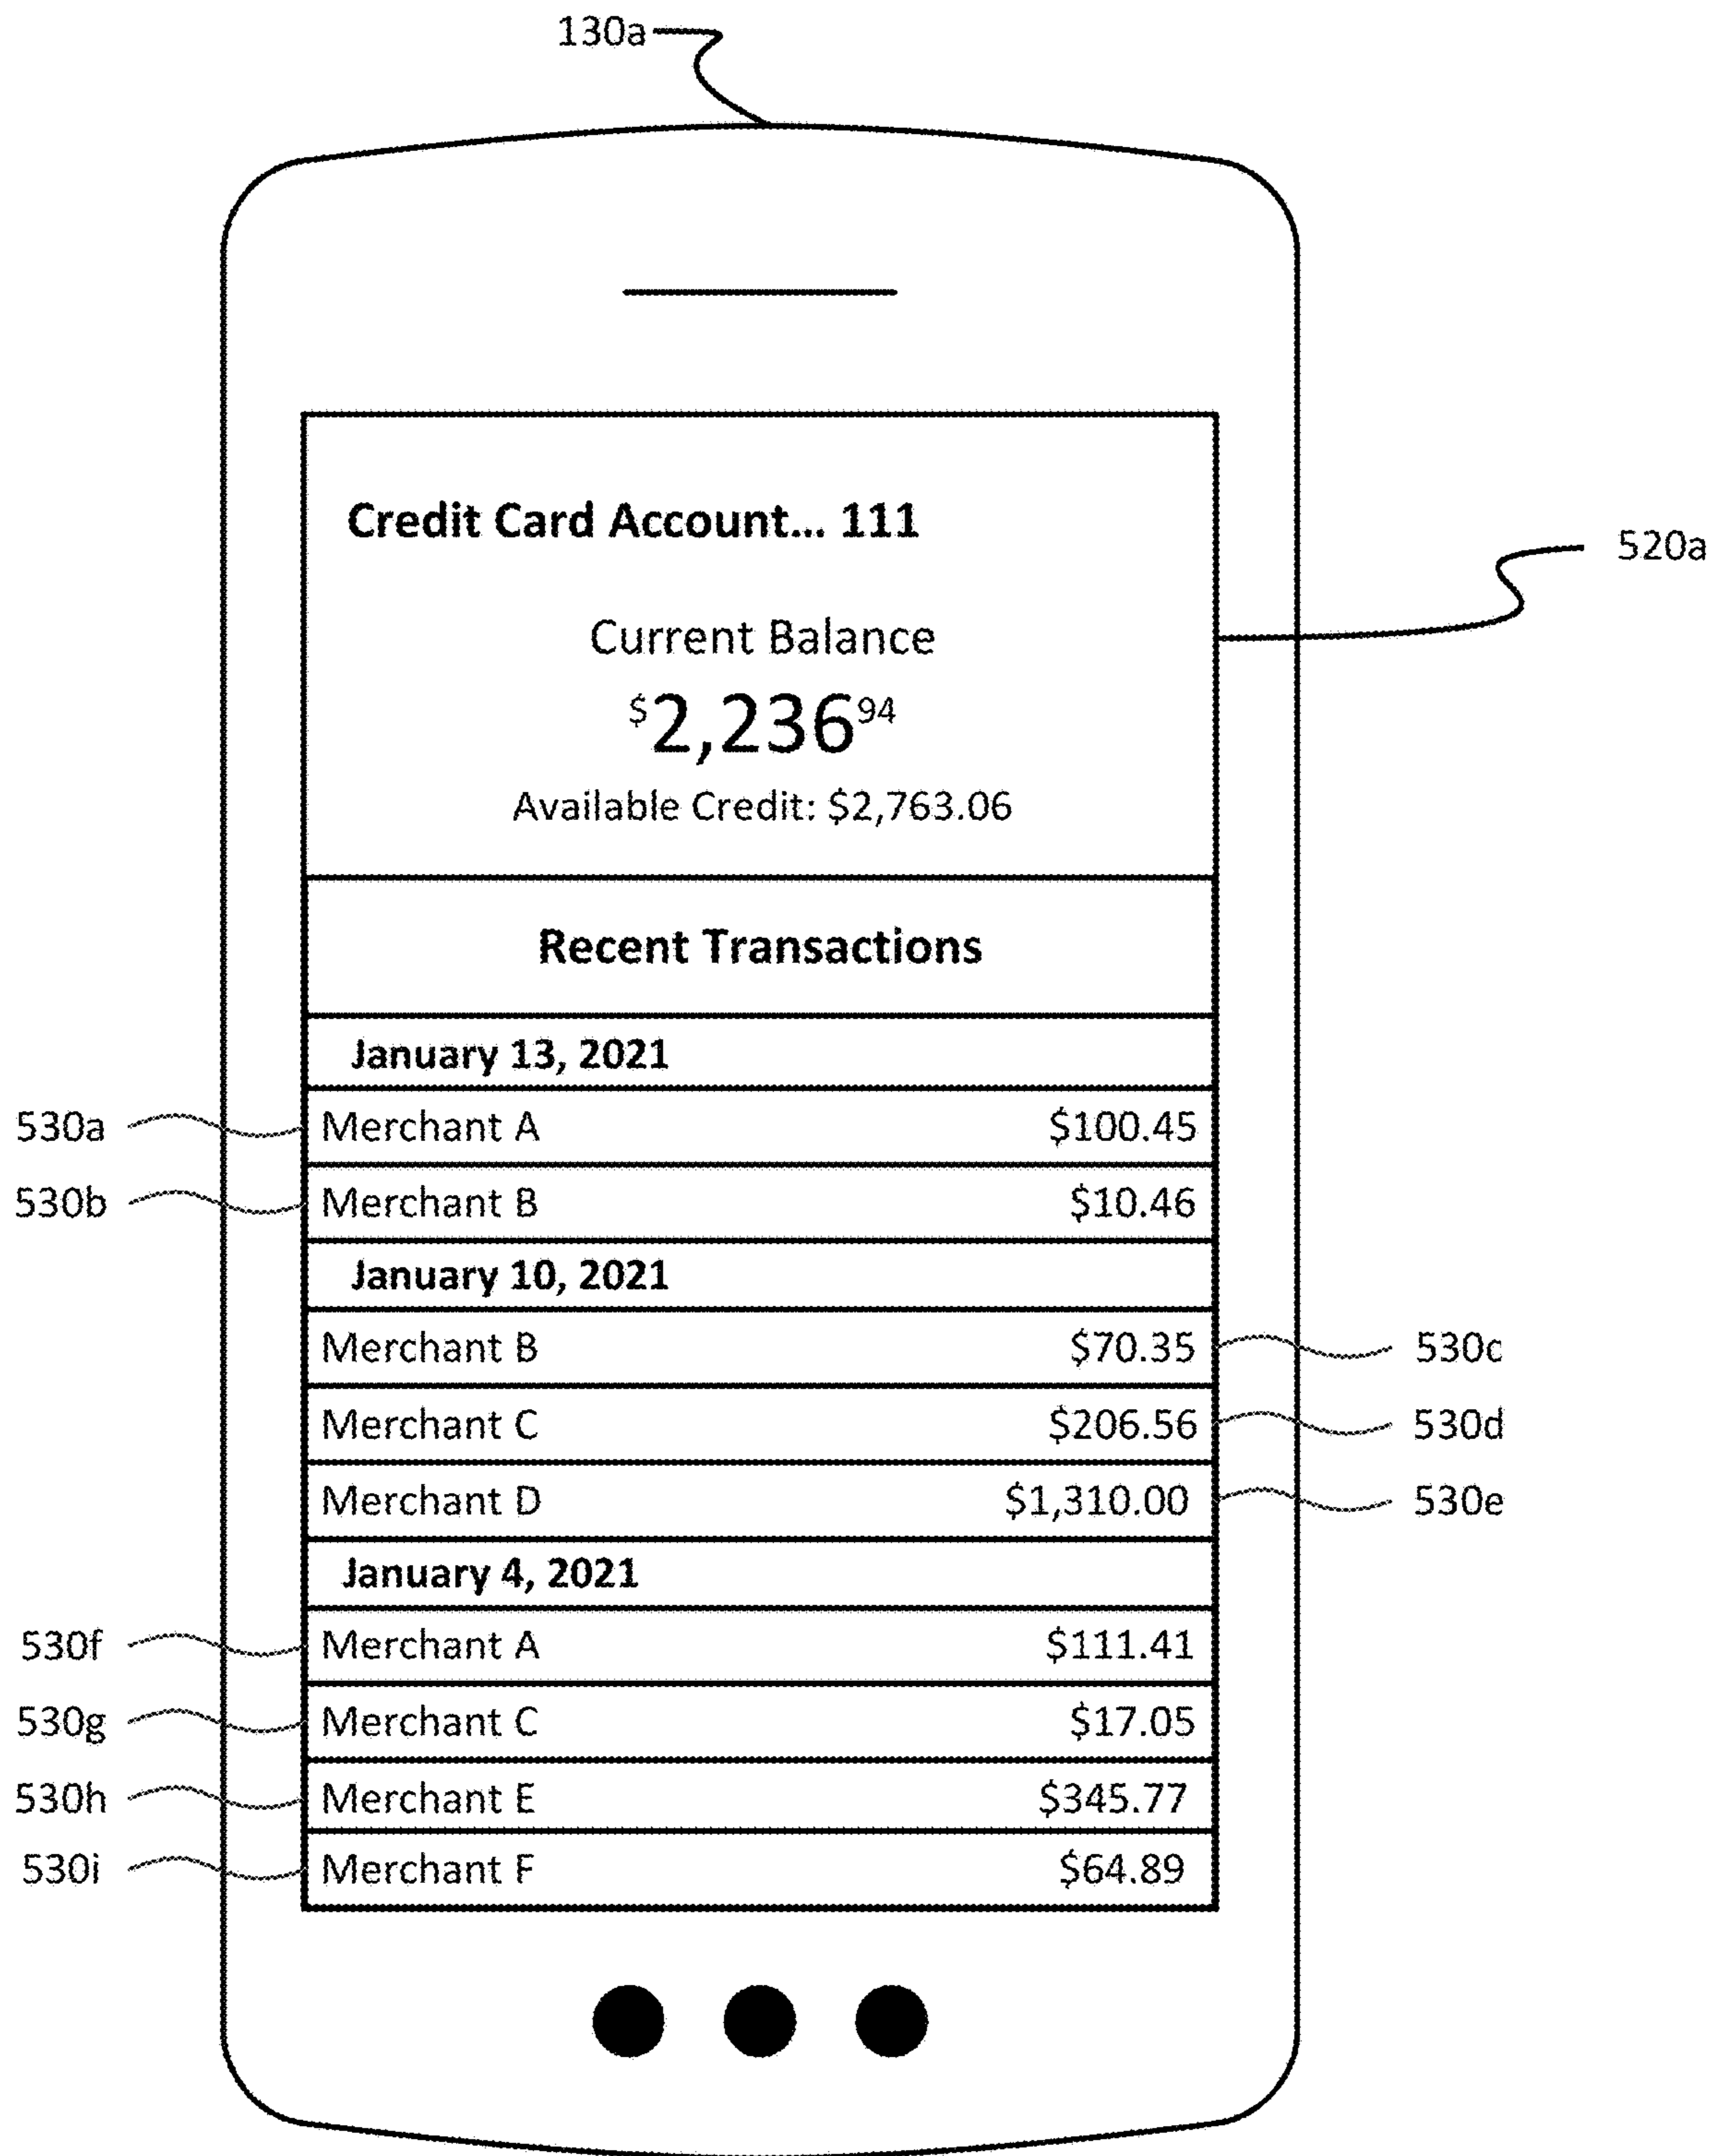 130a
Credit Card Account... 111
520a
Current Balance
$2,23694
Available Credit: $2,763.06
Recent Transactions
January 13, 2021
530a Merchant A $100.45
530b Merchant B $10.46
January 10, 2021
Merchant B $70.35 530c
Merchant C $206.56 530d
Merchant D $1,310.00 530e
January 4, 2021
530f Merchant A $111.41
530g Merchant C $17.05
530h Merchant E $345.77
530i Merchant F $64.89